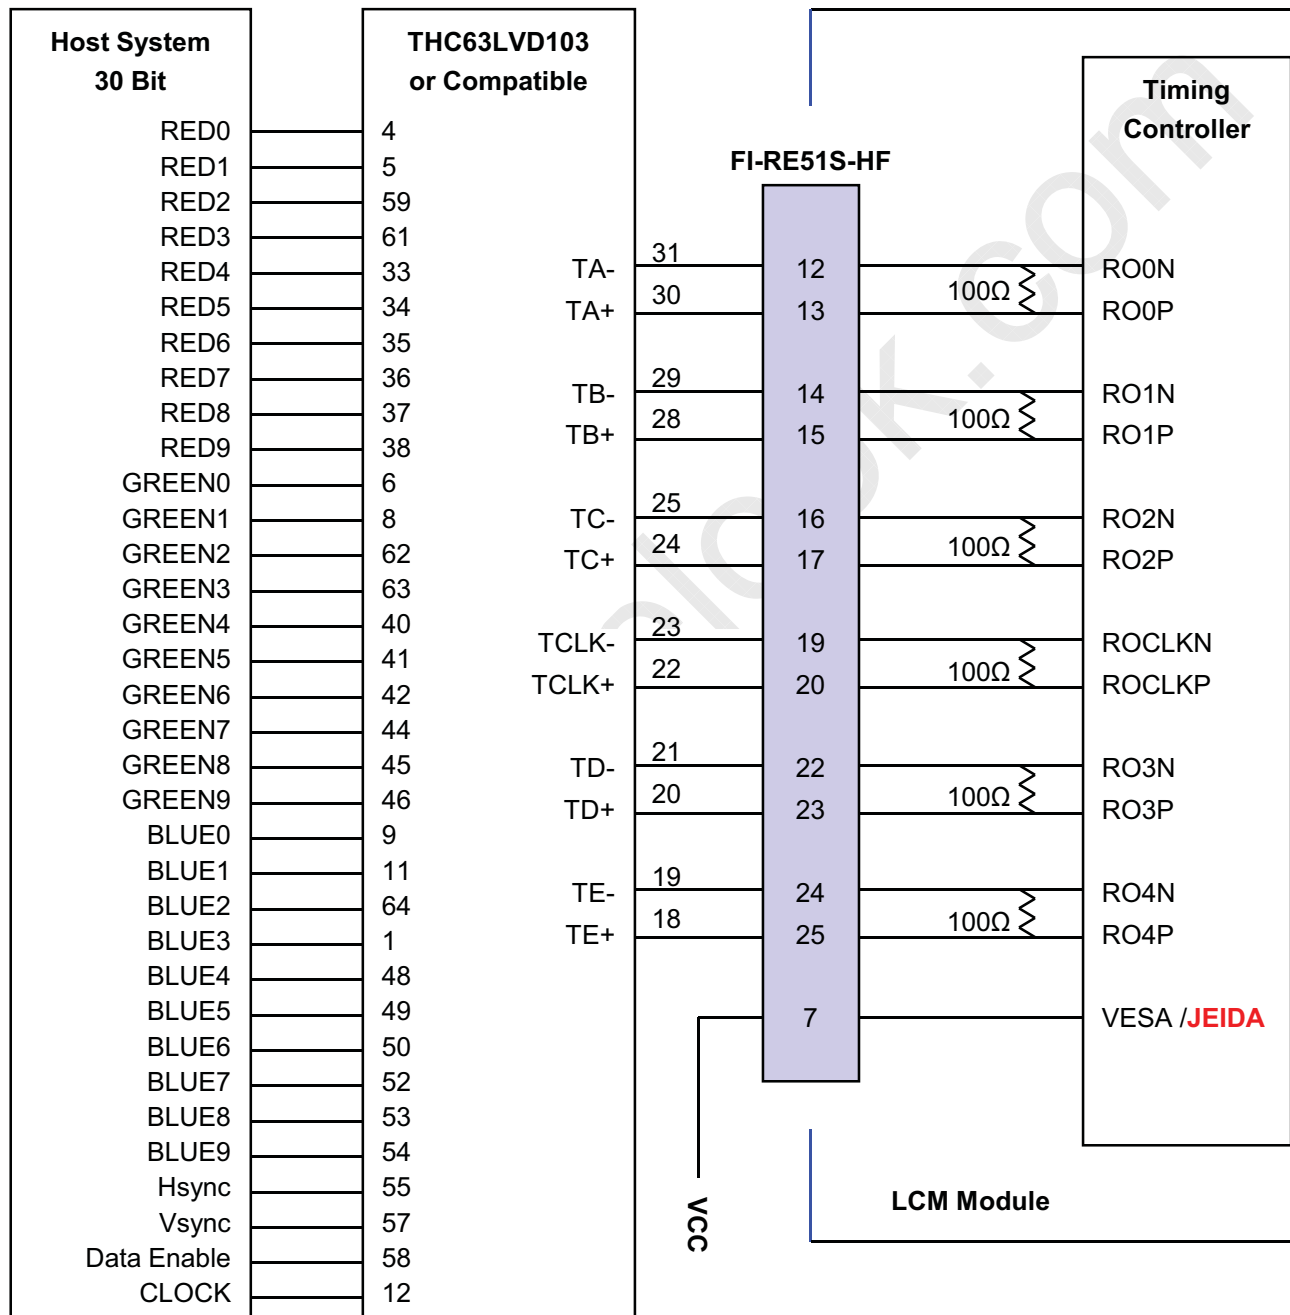 Host System
30 Bit
RED0
RED1
RED2
RED3
RED4
RED5
RED6
RED7
RED8
RED9
GREEN0
GREEN1
GREEN2
GREEN3
GREEN4
GREEN5
GREEN6
GREEN7
GREEN8
GREEN9
BLUE0
BLUE1
BLUE2
BLUE3
BLUE4
BLUE5
BLUE6
BLUE7
BLUE8
BLUE9
Hsync
Vsync
Data Enable
CLOCK
THC63LVD103
or Compatible
4
5
59
61
33
34
35
36
37
38
6
8
62
63
40
41
42
44
45
46
9
11
64
1
48
49
50
52
53
54
55
57
58
12
TA-
TA+
TB-
TB+
TC-
TC+
TCLK-
TCLK+
TD-
TD+
TE-
TE+
31
30
29
28
25
24
23
22
21
20
19
18
VCC
FI-RE51S-HF
12
13
14
15
16
17
19
20
22
23
24
25
7
100Ω
100Ω
100Ω
100Ω
100Ω
100Ω
Timing
Controller
RO0N
RO0P
RO1N
RO1P
RO2N
RO2P
ROCLKN
ROCLKP
RO3N
RO3P
RO4N
RO4P
VESA /JEIDA
LCM Module